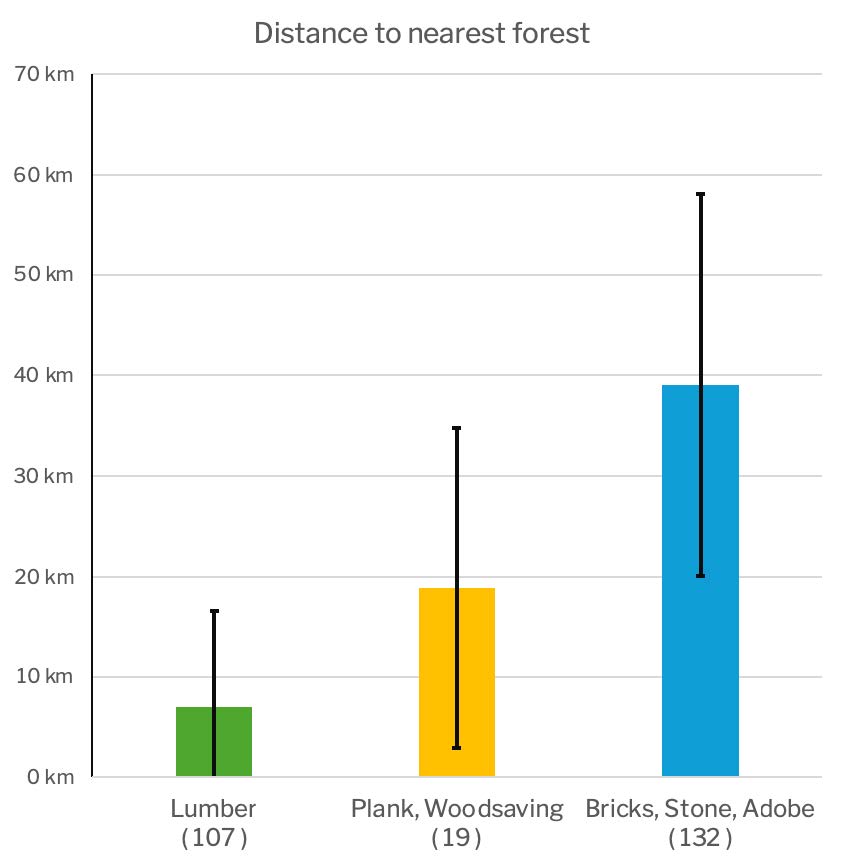 Distance to nearest forest
70 km
60 km
50 km
40 km
30 km
20 km
10 km
0 km
Lumber
(107)
Plank, Woodsaving
(19)
Bricks, Stone, Adobe
(132)